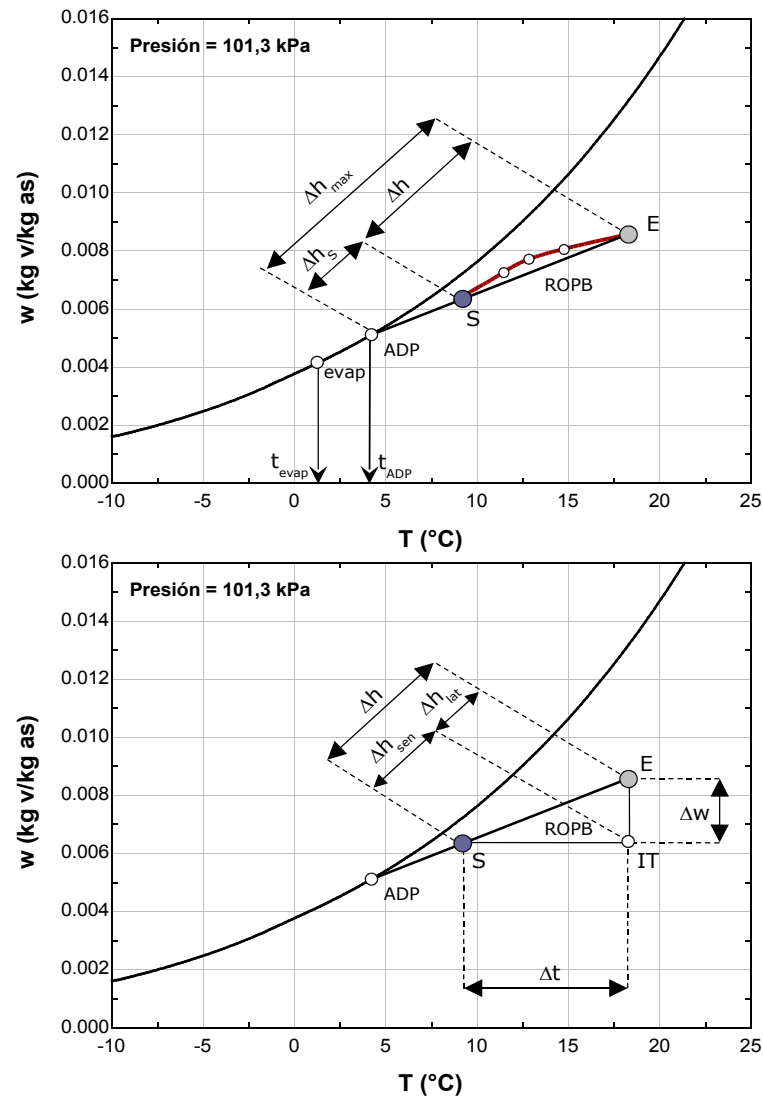 0.016
Presión = 101,3 kPa
0.014
0.012
0.010
0.008
0.006
0.004
0.002
0.000
w (kg v/kg as)
Δh max
Δh
Δh S
E
ROPB
S
ADP
evap
t evap
t ADP
-10 -5 0 5 10 15 20 25
T (°C)
0.016
Presión = 101,3 kPa
0.014
0.012
0.010
0.008
0.006
0.004
0.002
0.000
w (kg v/kg as)
Δh
Δh lat
Δh sen
E
Δw
ROPB
S
IT
ADP
Δt
-10 -5 0 5 10 15 20 25
T (°C)